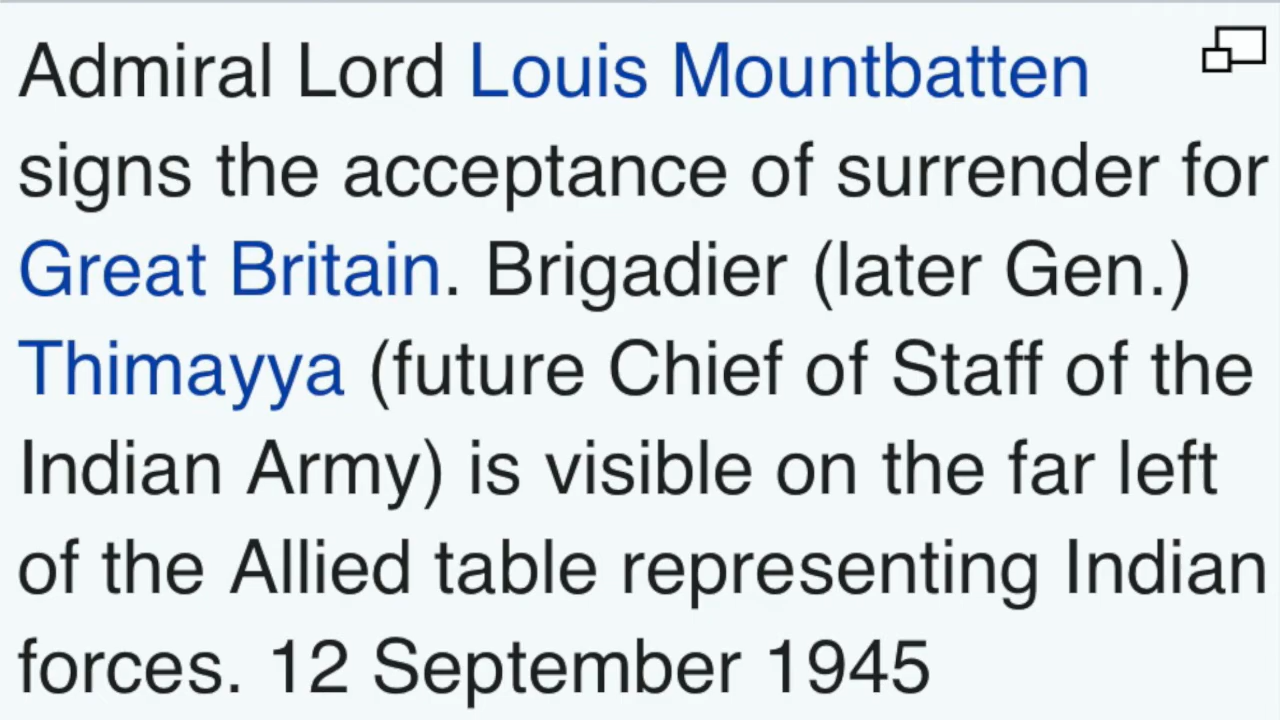 Admiral Lord Louis Mountbatten
signs the acceptance of surrender for
Great Britain. Brigadier (later Gen.)
Thimayya (future Chief of Staff of the
Indian Army) is visible on the far left
of the Allied table representing Indian
forces. 12 September 1945